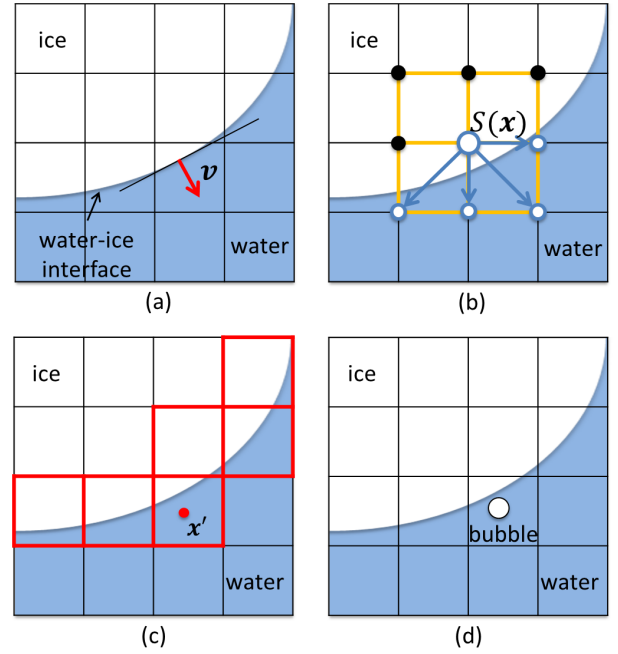 ice
v
water-ice
interface
water
(a)
ice
S(x)
water
(b)
ice
x′
water
(c)
ice
bubble
water
(d)